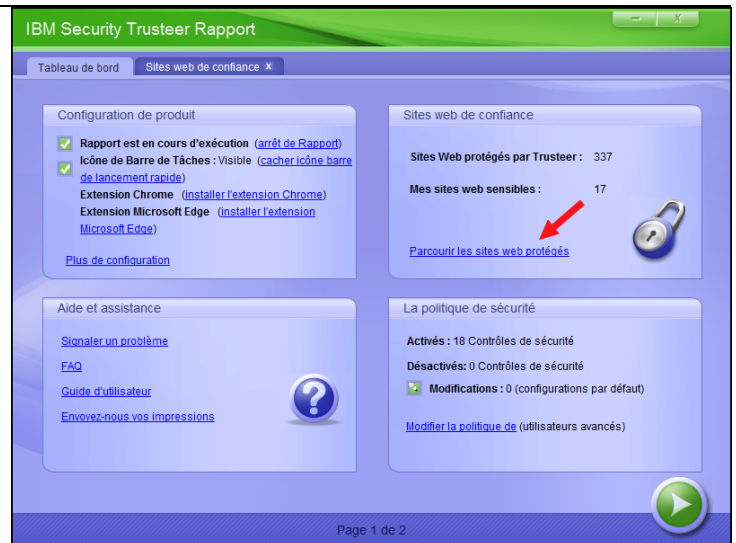 IBM Security Trusteer Rapport
– X
Tableau de bord
Sites web de confiance x
Configuration de produit
Rapport est en cours d'exécution (arrêt de Rapport)
Icône de Barre de Tâches : Visible (cacher icône barre
de lancement rapide)
Extension Chrome (installer l'extension Chrome)
Extension Microsoft Edge (installer l'extension
Microsoft Edge)
Plus de configuration
Sites web de confiance
Sites Web protégés par Trusteer : 337
Mes sites web sensibles : 17
Parcourir les sites web protégés
Aide et assistance
Signaler un problème
FAQ
Guide d'utilisateur
Envoyez-nous vos impressions
?
La politique de sécurité
Activés : 18 Contrôles de sécurité
Désactivés: 0 Contrôles de sécurité
Modifications : 0 (configurations par défaut)
Modifier la politique de (utilisateurs avancés)
Page 1 de 2